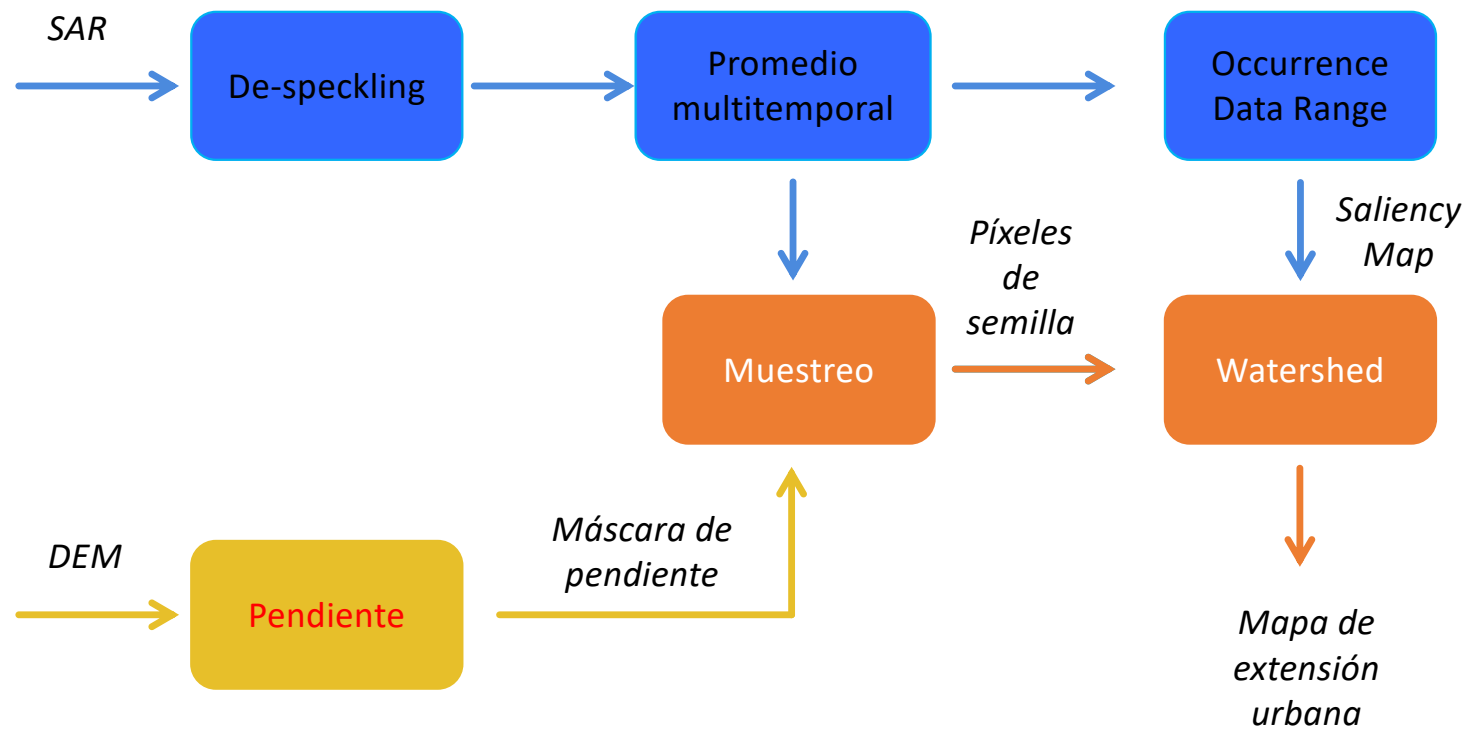 SAR
De-speckling
Promedio
multitemporal
Occurrence
Data Range
Píxeles
de
semilla
Saliency
Map
Muestreo
Watershed
DEM
Pendiente
Máscara de
pendiente
Mapa de
extensión
urbana